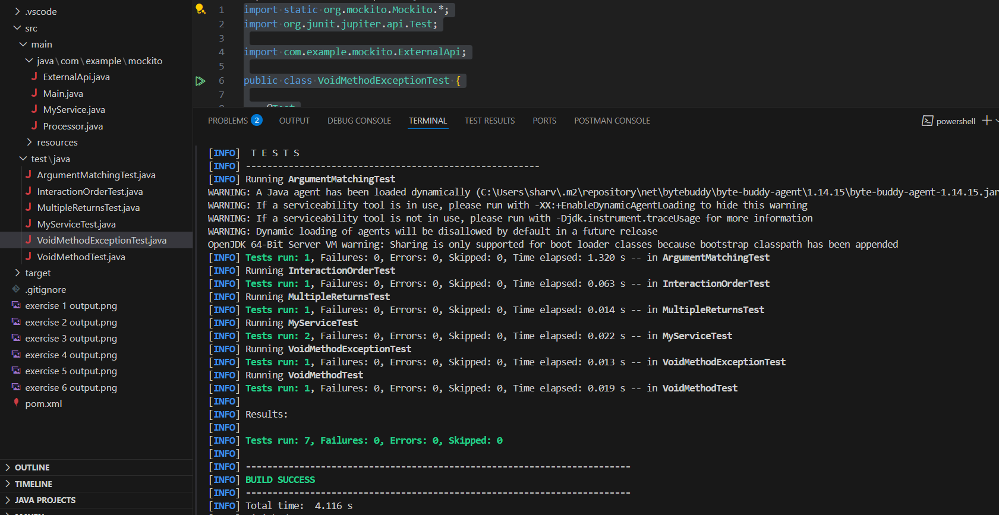 .vscode
src
main
java\com\example\mockito
ExternalApi.java
Main.java
MyService.java
Processor.java
resources
test\java
ArgumentMatchingTest.java
InteractionOrderTest.java
MultipleReturnsTest.java
MyServiceTest.java
VoidMethodExceptionTest.java
VoidMethodTest.java
target
.gitignore
exercise 1 output.png
exercise 2 output.png
exercise 3 output.png
exercise 4 output.png
exercise 5 output.png
exercise 6 output.png
pom.xml
OUTLINE
TIMELINE
JAVA PROJECTS
MAVEN
1 import static org.mockito.Mockito.*;
2 import org.junit.jupiter.api.Test;
3
4 import com.example.mockito.ExternalApi;
5
6 public class VoidMethodExceptionTest {
7
8 @Test
PROBLEMS 2 OUTPUT DEBUG CONSOLE TERMINAL TEST RESULTS PORTS POSTMAN CONSOLE powershell
[INFO] T E S T S
[INFO] -------------------------------------------------------
[INFO] Running ArgumentMatchingTest
WARNING: A Java agent has been loaded dynamically (C:\Users\sharv\.m2\repository\net\bytebuddy\byte-buddy-agent\1.14.15\byte-buddy-agent-1.14.15.jar
WARNING: If a serviceability tool is in use, please run with -XX:+EnableDynamicAgentLoading to hide this warning
WARNING: If a serviceability tool is not in use, please run with -Djdk.instrument.traceUsage for more information
WARNING: Dynamic loading of agents will be disallowed by default in a future release
OpenJDK 64-Bit Server VM warning: Sharing is only supported for boot loader classes because bootstrap classpath has been appended
[INFO] Tests run: 1, Failures: 0, Errors: 0, Skipped: 0, Time elapsed: 1.320 s -- in ArgumentMatchingTest
[INFO] Running InteractionOrderTest
[INFO] Tests run: 1, Failures: 0, Errors: 0, Skipped: 0, Time elapsed: 0.063 s -- in InteractionOrderTest
[INFO] Running MultipleReturnsTest
[INFO] Tests run: 1, Failures: 0, Errors: 0, Skipped: 0, Time elapsed: 0.014 s -- in MultipleReturnsTest
[INFO] Running MyServiceTest
[INFO] Tests run: 2, Failures: 0, Errors: 0, Skipped: 0, Time elapsed: 0.022 s -- in MyServiceTest
[INFO] Running VoidMethodExceptionTest
[INFO] Tests run: 1, Failures: 0, Errors: 0, Skipped: 0, Time elapsed: 0.013 s -- in VoidMethodExceptionTest
[INFO] Running VoidMethodTest
[INFO] Tests run: 1, Failures: 0, Errors: 0, Skipped: 0, Time elapsed: 0.019 s -- in VoidMethodTest
[INFO]
[INFO] Results:
[INFO]
[INFO] Tests run: 7, Failures: 0, Errors: 0, Skipped: 0
[INFO]
[INFO] ------------------------------------------------------------------------
[INFO] BUILD SUCCESS
[INFO] ------------------------------------------------------------------------
[INFO] Total time:  4.116 s